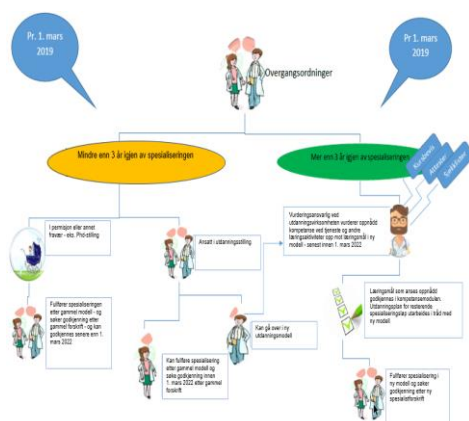 Pr. 1. mars
2019
Pr 1. mars
2019
Overgangsordninger
Mindre enn 3 år igjen av spesialiseringen
Mer enn 3 år igjen av spesialiseringen
Kursbevis
Attester
Sjekklister
I permisjon eller annet
fravær - eks. Phd-stilling
Ansatt i utdanningsstilling
Vurderingsansvarlig ved
utdanningsvirksomheten vurderer oppnådd
kompetanse ved tjeneste og andre
læringsaktiviteter opp mot læringsmål i ny
modell - senest innen 1. mars 2022
Fullfører spesialiseringen
etter gammel modell - og
søker godkjenning etter
gammel forskrift - og kan
godkjennes senere enn 1.
mars 2022
Kan fullføre spesialisering
etter gammel modell og
søke godkjenning innen
1. mars 2022 etter gammel
forskrift
Kan gå over i ny
utdanningsmodell
Læringsmål som anses oppnådd
godkjennes i kompetansemodulen.
Utdanningsplan for resterende
spesialiseringsløp utarbeides i tråd med
ny modell
Fullfører spesialisering i
ny modell og søker
godkjenning etter ny
spesialistforskrift